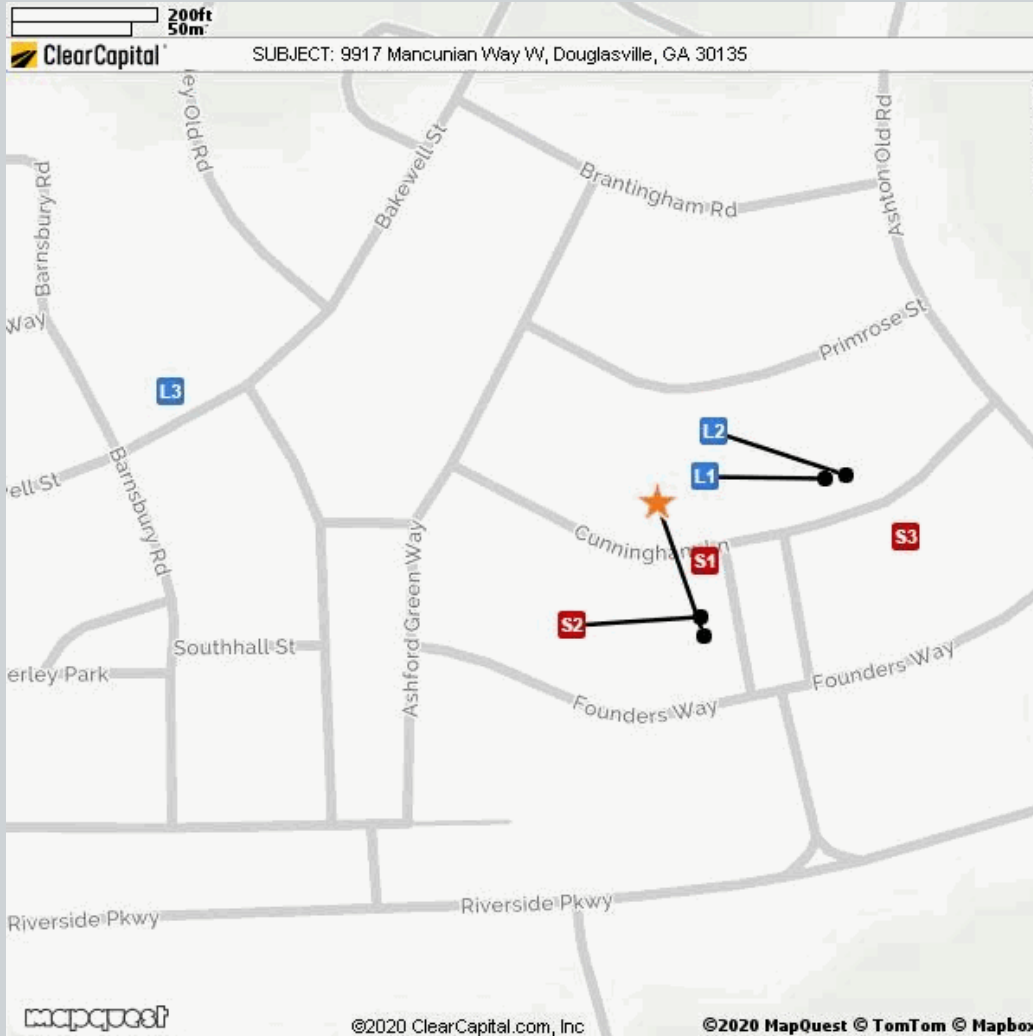 200ft
50m
ClearCapital
SUBJECT: 9917 Mancunian Way W, Douglasville, GA 30135
ey Old Rd
Bakewell St
Ashton Old Rd
Barnsbury Rd
Brantingham Rd
Way
Primrose St
L3
L2
ell St
Barnsbury Rd
L1
Cunningham Ln
S3
S1
Ashford Green Way
S2
Southhall St
erley Park
Founders Way
Founders Way
Riverside Pkwy
Riverside Pkwy
mapquest
©2020 ClearCapital.com, Inc
©2020 MapQuest © TomTom © Mapbox